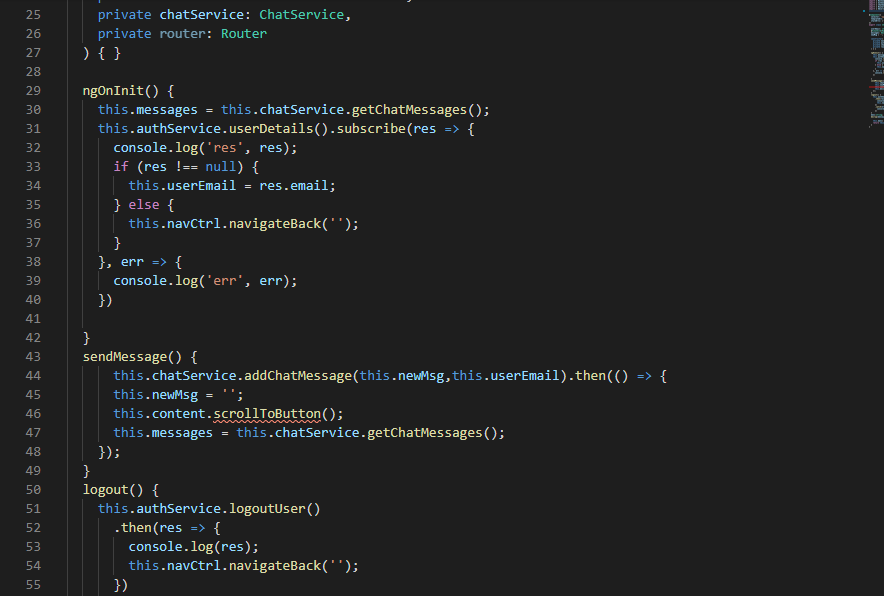 25 private chatService: ChatService,
26 private router: Router
27 ) { }
28
29 ngOnInit() {
30 this.messages = this.chatService.getChatMessages();
31 this.authService.userDetails().subscribe(res => {
32 console.log('res', res);
33 if (res !== null) {
34 this.userEmail = res.email;
35 } else {
36 this.navCtrl.navigateBack('');
37 }
38 }, err => {
39 console.log('err', err);
40 })
41
42 }
43 sendMessage() {
44 this.chatService.addChatMessage(this.newMsg,this.userEmail).then(() => {
45 this.newMsg = '';
46 this.content.scrollToButton();
47 this.messages = this.chatService.getChatMessages();
48 });
49 }
50 logout() {
51 this.authService.logoutUser()
52 .then(res => {
53 console.log(res);
54 this.navCtrl.navigateBack('');
55 })